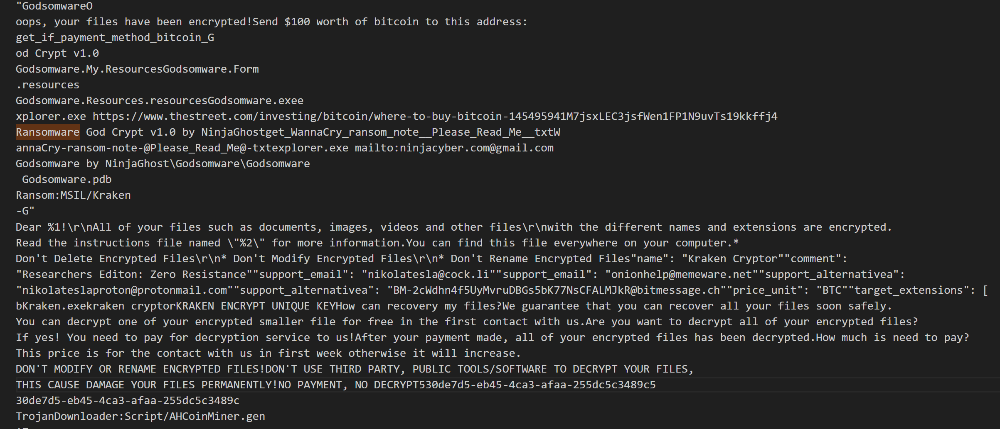 "GodsomwareO
oops, your files have been encrypted!Send $100 worth of bitcoin to this address:
get_if_payment_method_bitcoin_G
od Crypt v1.0
Godsomware.My.ResourcesGodsomware.Form
.resources
Godsomware.Resources.resourcesGodsomware.exee
xplorer.exe https://www.thestreet.com/investing/bitcoin/where-to-buy-bitcoin-145495941M7jsxLEC3jsfWen1FP1N9uvTs19kkffj4
Ransomware God Crypt v1.0 by NinjaGhostget_WannaCry_ransom_note__Please_Read_Me__txtW
annaCry-ransom-note-@Please_Read_Me@-txtexplorer.exe mailto:ninjacyber.com@gmail.com
Godsomware by NinjaGhost\Godsomware\Godsomware
Godsomware.pdb
Ransom:MSIL/Kraken
-G"
Dear %1!\r\nAll of your files such as documents, images, videos and other files\r\nwith the different names and extensions are encrypted.
Read the instructions file named \"%2\" for more information.You can find this file everywhere on your computer.*
Don't Delete Encrypted Files\r\n* Don't Modify Encrypted Files\r\n* Don't Rename Encrypted Files"name": "Kraken Cryptor""comment":
"Researchers Editon: Zero Resistance""support_email": "nikolatesla@cock.li""support_email": "onionhelp@memeware.net""support_alternativea":
"nikolateslaproton@protonmail.com""support_alternativea": "BM-2cWdhn4f5UyMvruDBGs5bK77NsCFALMJkR@bitmessage.ch""price_unit": "BTC""target_extensions": [
bKraken.exekraken cryptorKRAKEN ENCRYPT UNIQUE KEYHow can recovery my files?We guarantee that you can recover all your files soon safely.
You can decrypt one of your encrypted smaller file for free in the first contact with us.Are you want to decrypt all of your encrypted files?
If yes! You need to pay for decryption service to us!After your payment made, all of your encrypted files has been decrypted.How much is need to pay?
This price is for the contact with us in first week otherwise it will increase.
DON'T MODIFY OR RENAME ENCRYPTED FILES!DON'T USE THIRD PARTY, PUBLIC TOOLS/SOFTWARE TO DECRYPT YOUR FILES,
THIS CAUSE DAMAGE YOUR FILES PERMANENTLY!NO PAYMENT, NO DECRYPT530de7d5-eb45-4ca3-afaa-255dc5c3489c5
30de7d5-eb45-4ca3-afaa-255dc5c3489c
TrojanDownloader:Script/AHCoinMiner.gen